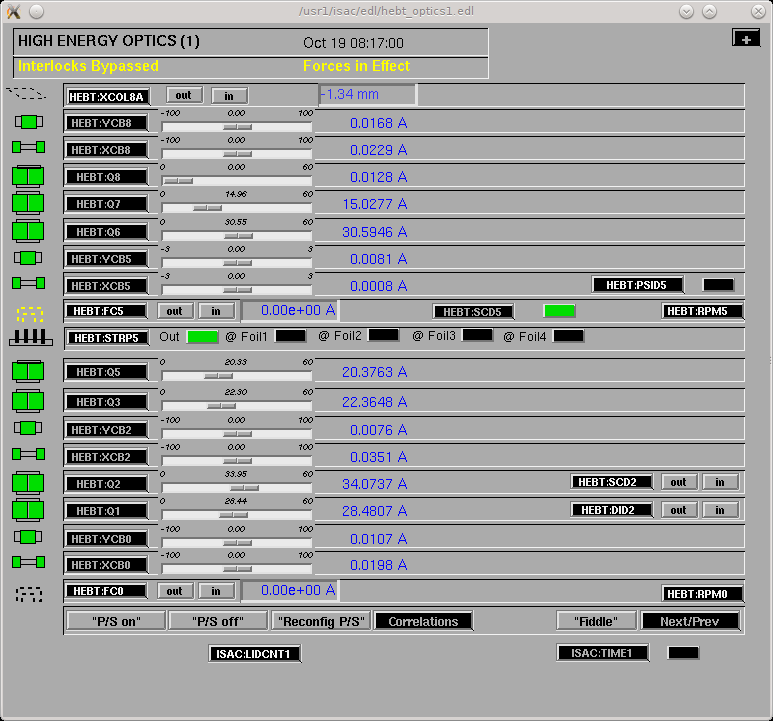 /usr1/isac/edl/hebt_optics1.edl
HIGH ENERGY OPTICS (1) Oct 19 08:17:00
Interlocks Bypassed Forces in Effect
+
HEBT:XCOL8A out in -1.34 mm
-100 0.00 100
HEBT:YCB8 0.0168 A
-100 0.00 100
HEBT:XCB8 0.0229 A
0 0.00 60
HEBT:Q8 0.0128 A
0 14.96 60
HEBT:Q7 15.0277 A
0 30.55 60
HEBT:Q6 30.5946 A
-3 0.00 3
HEBT:YCB5 0.0081 A
-3 0.00 3
HEBT:XCB5 0.0008 A HEBT:PSID5
HEBT:FC5 out in 0.00e+00 A HEBT:SCD5 HEBT:RPM5
HEBT:STRP5 Out @ Foil1 @ Foil2 @ Foil3 @ Foil4
0 20.33 60
HEBT:Q5 20.3763 A
0 22.30 60
HEBT:Q3 22.3648 A
-100 0.00 100
HEBT:YCB2 0.0076 A
-100 0.00 100
HEBT:XCB2 0.0351 A
0 33.95 60
HEBT:Q2 34.0737 A HEBT:SCD2 out in
0 28.44 60
HEBT:Q1 28.4807 A HEBT:DID2 out in
-100 0.00 100
HEBT:YCB0 0.0107 A
-100 0.00 100
HEBT:XCB0 0.0198 A
HEBT:FC0 out in 0.00e+00 A HEBT:RPM0
"P/S on" "P/S off" "Reconfig P/S" Correlations "Fiddle" Next/Prev
ISAC:LIDCNT1 ISAC:TIME1